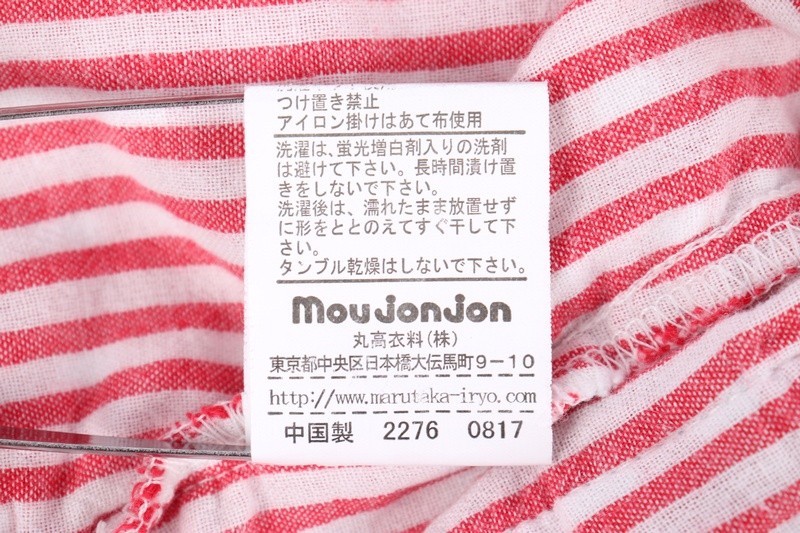 つけ置き禁止
アイロン掛けはあて布使用
洗濯は､蛍光増白剤入りの洗剤
は避けて下さい。長時間漬け置
きをしないで下さい。
洗濯後は、濡れたまま放置せず
に形をととのえてすぐ干して下
さい。
タンブル乾燥はしないで下さい。
moujonjon
丸高衣料(株)
東京都中央区日本橋大伝馬町9-10
http://www.marutaka-iryo.com
中国製 2276 0817